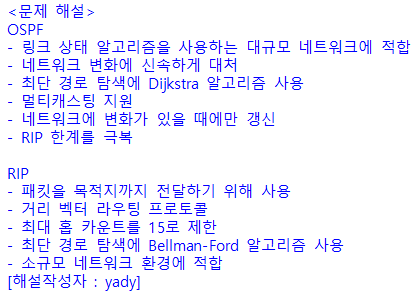 <문제 해설>
OSPF
- 링크 상태 알고리즘을 사용하는 대규모 네트워크에 적합
- 네트워크 변화에 신속하게 대처
- 최단 경로 탐색에 Dijkstra 알고리즘 사용
- 멀티캐스팅 지원
- 네트워크에 변화가 있을 때에만 갱신
- RIP 한계를 극복

RIP
- 패킷을 목적지까지 전달하기 위해 사용
- 거리 벡터 라우팅 프로토콜
- 최대 홉 카운트를 15로 제한
- 최단 경로 탐색에 Bellman-Ford 알고리즘 사용
- 소규모 네트워크 환경에 적합
[해설작성자 : yady]